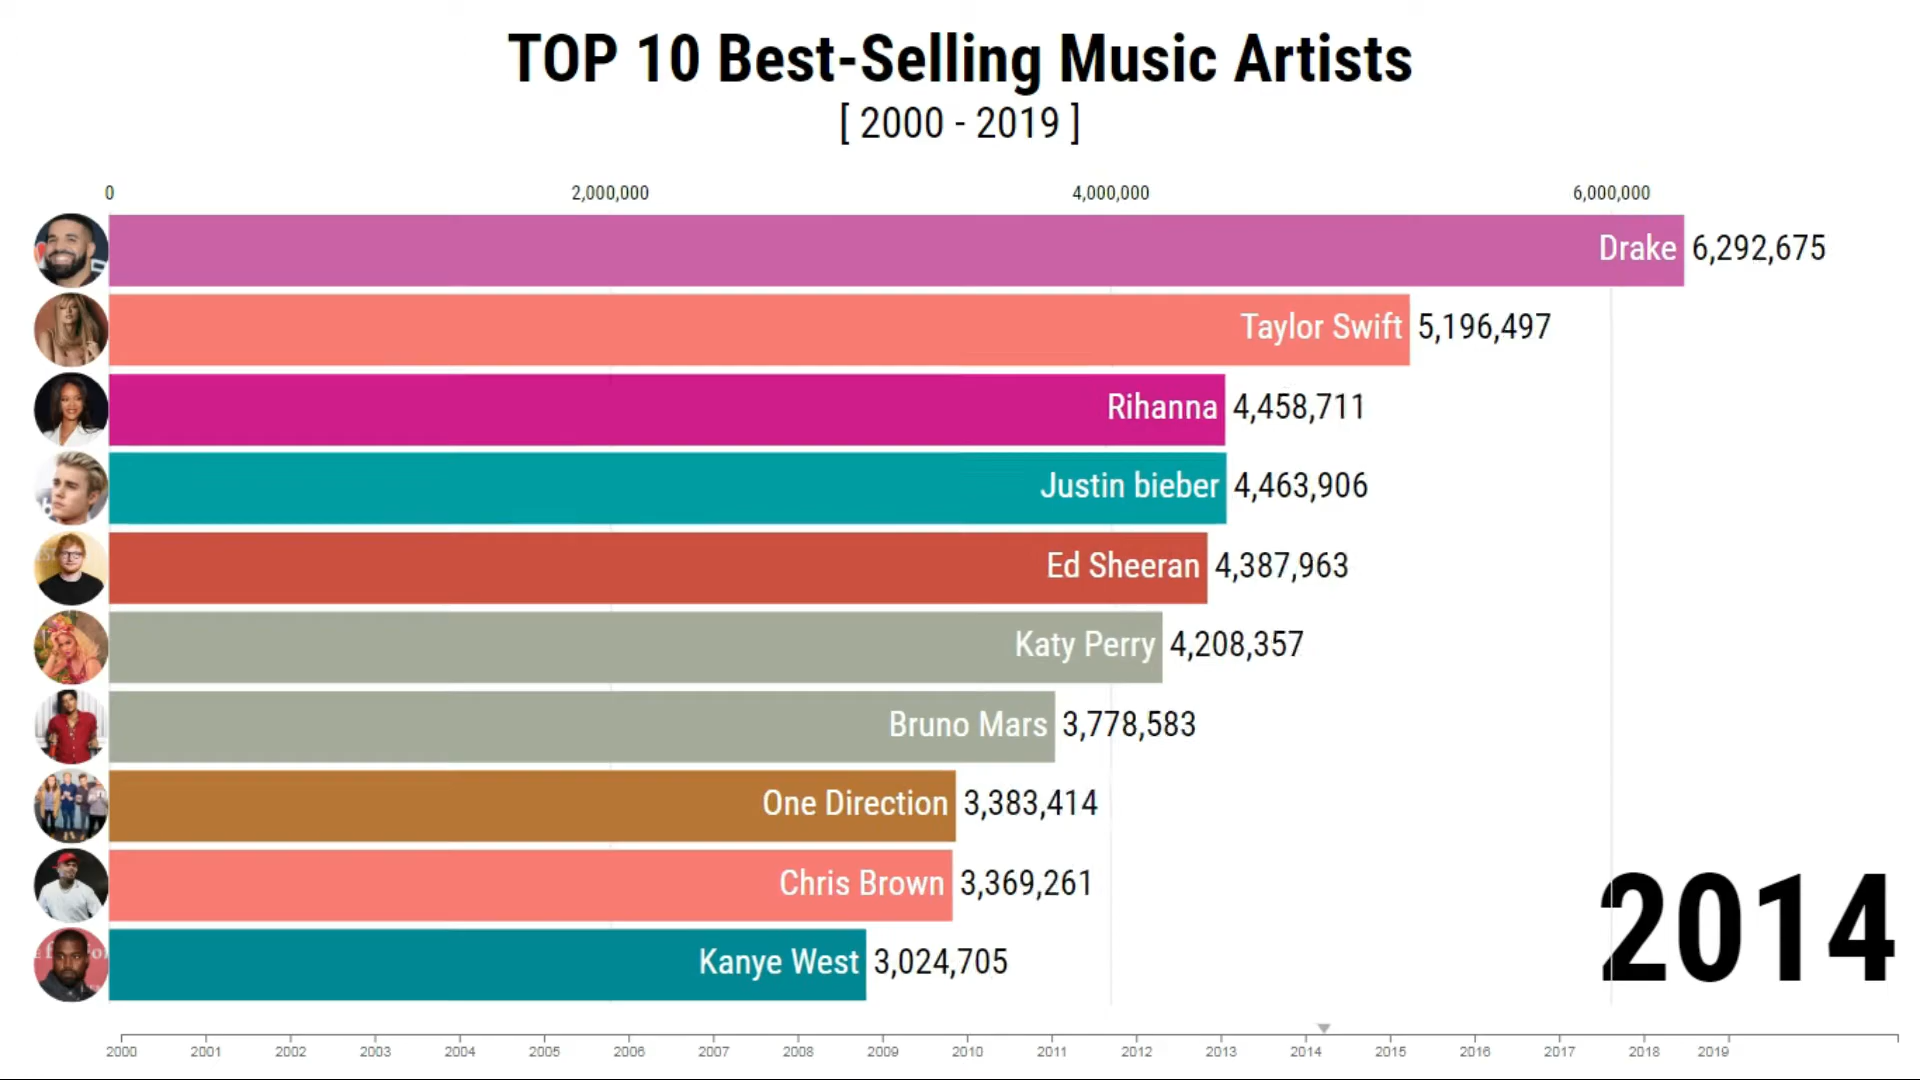 TOP 10 Best-Selling Music Artists
[ 2000 - 2019 ]
0 2,000,000 4,000,000 6,000,000
Drake 6,292,675
Taylor Swift 5,196,497
Rihanna 4,458,711
Justin bieber 4,463,906
Ed Sheeran 4,387,963
Katy Perry 4,208,357
Bruno Mars 3,778,583
One Direction 3,383,414
Chris Brown 3,369,261
Kanye West 3,024,705
2014
2000 2001 2002 2003 2004 2005 2006 2007 2008 2009 2010 2011 2012 2013 2014 2015 2016 2017 2018 2019